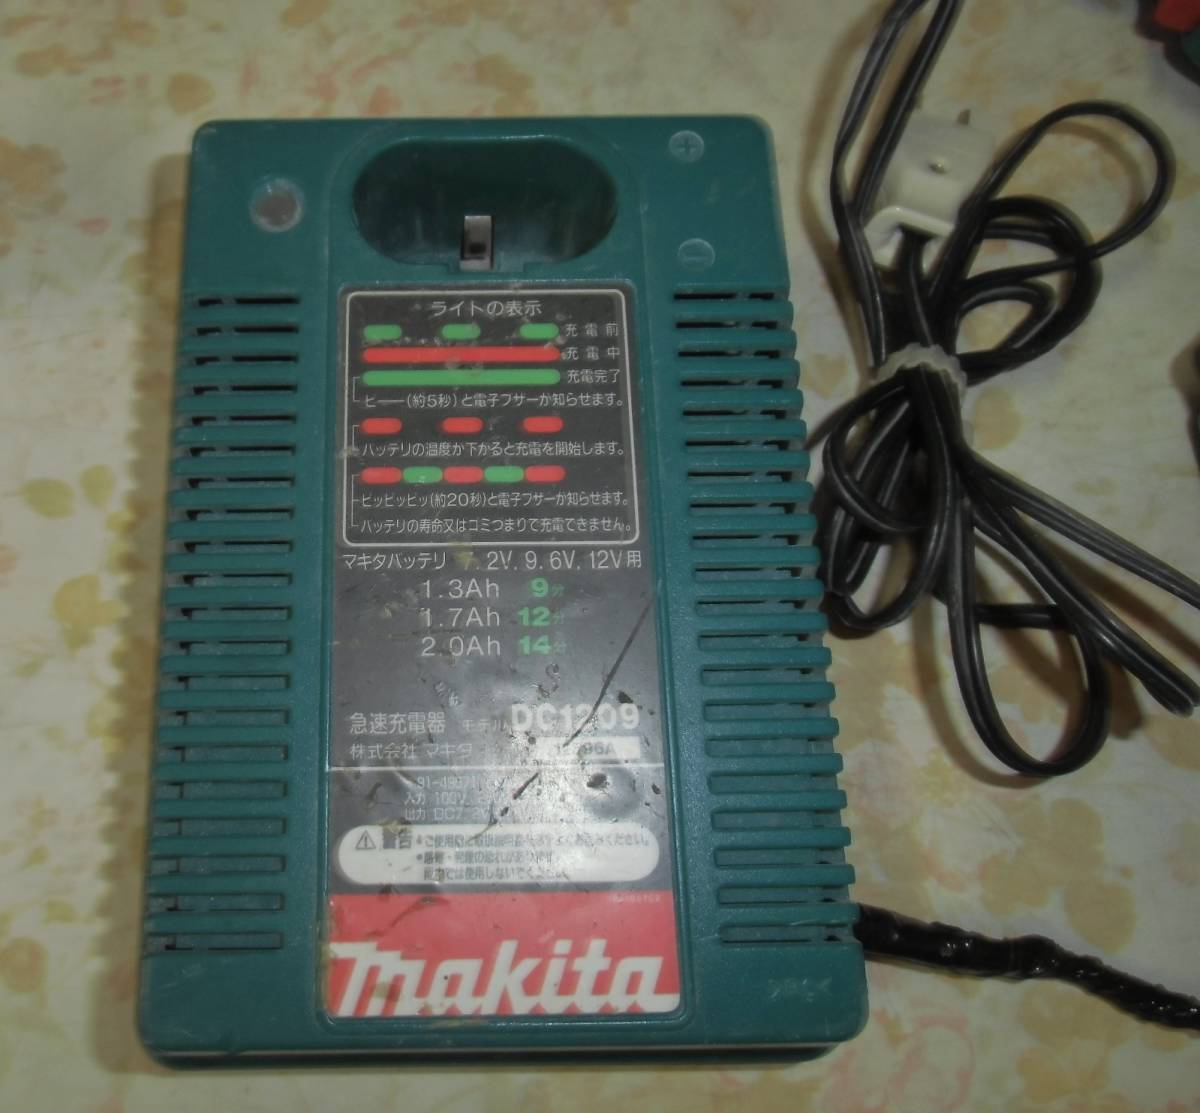 ライトの表示
充電前
充電中
充電完了
ピー―(約5秒)と電子ブザーが知らせます。
バッテリの温度が下がると充電を開始します。
ピッピッピッ(約20秒)と電子ブザーが知らせます。
バッテリの寿命又はゴミつまりで充電できません。
マキタバッテリ 7.2V.9.6V.12V用
1.3Ah 9分
1.7Ah 12分
2.0Ah 14分
急速充電器 モデル DC1209
株式会社 マキタ
入力 100V
出力 DC7.2V
警告
makita